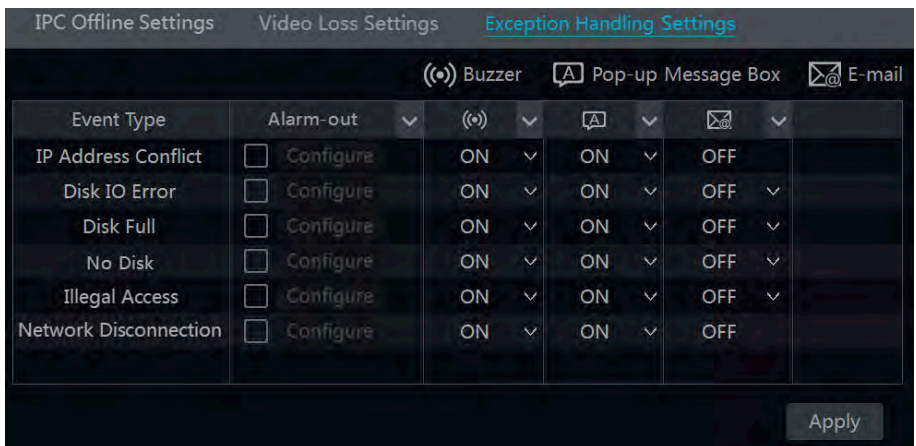 IPC Offline Settings Video Loss Settings Exception Handling Settings
Buzzer Pop-up Message Box E-mail
Event Type Alarm-out
IP Address Conflict Configure ON ON OFF
Disk IO Error Configure ON ON OFF
Disk Full Configure ON ON OFF
No Disk Configure ON ON OFF
Illegal Access Configure ON ON OFF
Network Disconnection Configure ON ON OFF
Apply